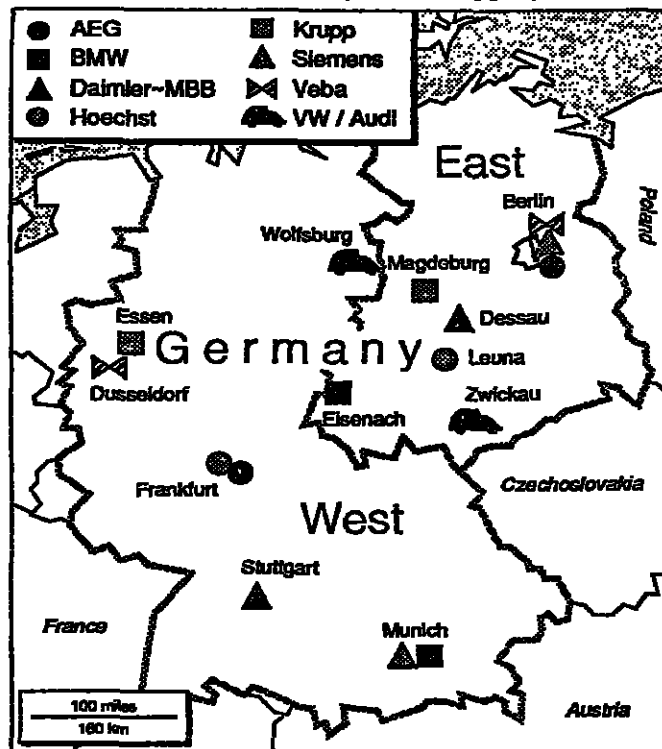 AEG
BMW
Daimler-MBB
Hoechst
Krupp
Siemens
Veba
VW / Audi
East
Berlin
Poland
Wolfsburg
Magdeburg
Essen
Dessau
Germany
Leuna
Dusseldorf
Zwickau
Eisenach
Frankfurt
Czechoslovakia
West
Stuttgart
France
Munich
100 miles
160 km
Austria